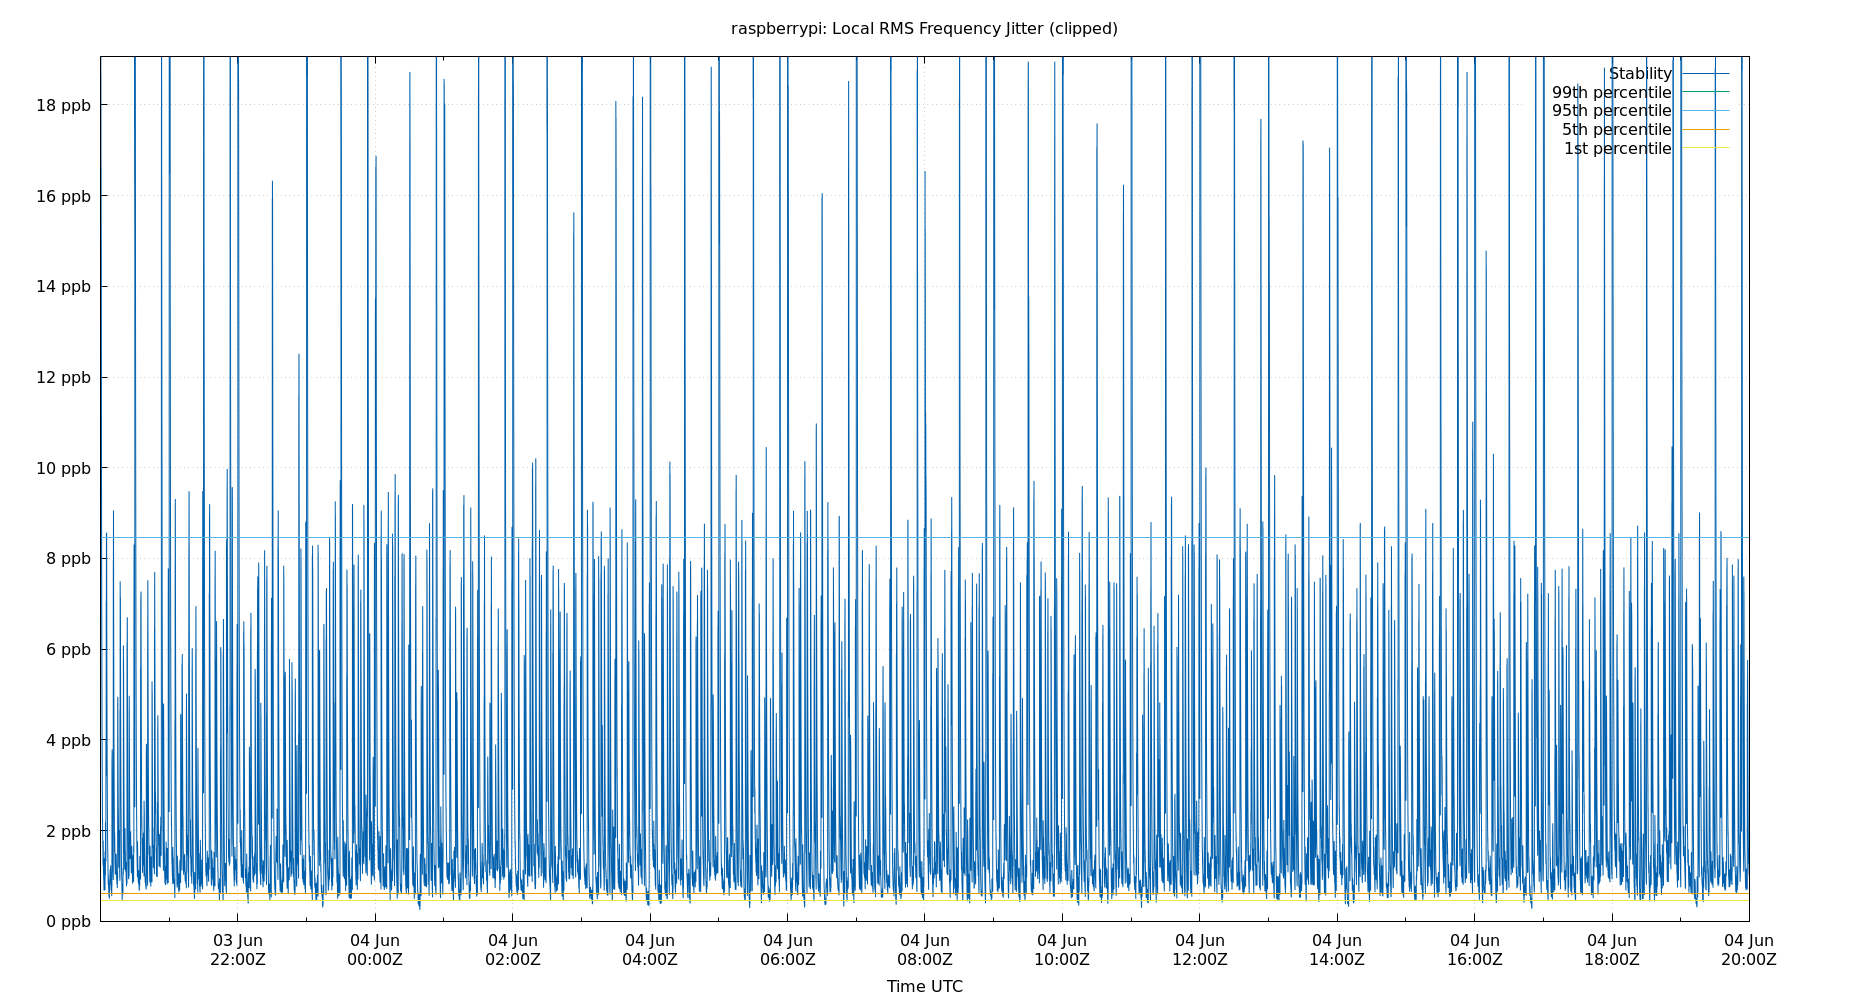 raspberrypi: Local RMS Frequency Jitter (clipped)
Stability
99th percentile
95th percentile
5th percentile
1st percentile
18 ppb
16 ppb
14 ppb
12 ppb
10 ppb
8 ppb
6 ppb
4 ppb
2 ppb
0 ppb
03 Jun 04 Jun 04 Jun 04 Jun 04 Jun 04 Jun 04 Jun 04 Jun 04 Jun 04 Jun 04 Jun 04 Jun
22:00Z 00:00Z 02:00Z 04:00Z 06:00Z 08:00Z 10:00Z 12:00Z 14:00Z 16:00Z 18:00Z 20:00Z
Time UTC